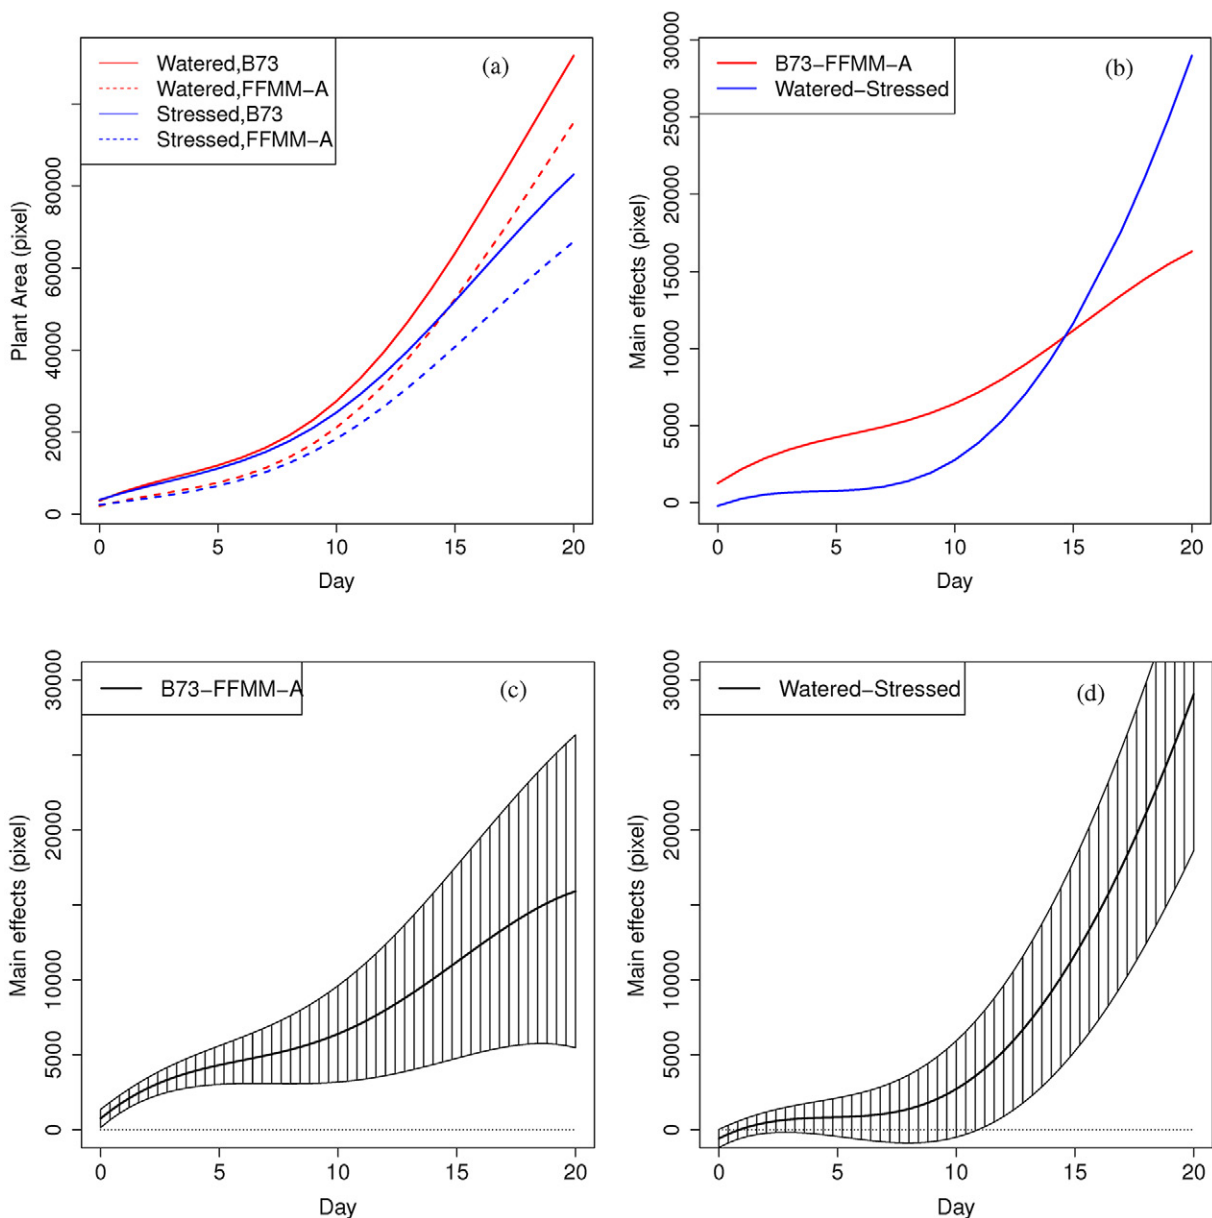 Watered,B73
Watered,FFMM-A
Stressed,B73
Stressed,FFMM-A
(a)
Plant Area (pixel)
0
20000
40000
60000
80000
0 5 10 15 20
Day
B73-FFMM-A
Watered-Stressed
(b)
Main effects (pixel)
0
5000
10000
15000
20000
25000
30000
0 5 10 15 20
Day
B73-FFMM-A
(c)
Main effects (pixel)
0
5000
10000
20000
30000
0 5 10 15 20
Day
Watered-Stressed
(d)
Main effects (pixel)
0
5000
10000
20000
30000
0 5 10 15 20
Day